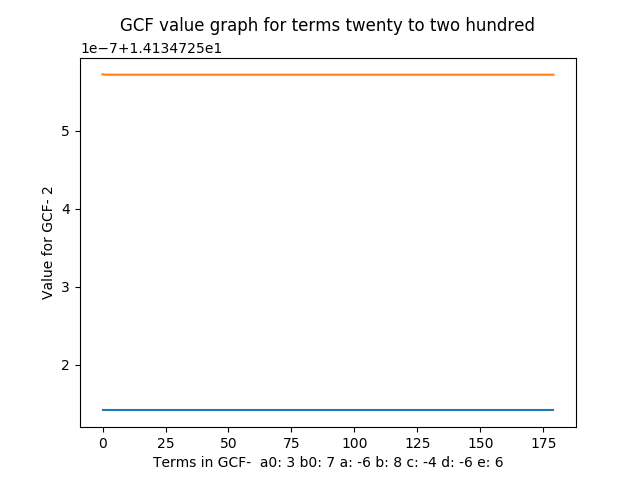 GCF value graph for terms twenty to two hundred
1e−7+1.4134725e1
5
4
3
2
Value for GCF- 2
0 25 50 75 100 125 150 175
Terms in GCF-  a0: 3 b0: 7 a: -6 b: 8 c: -4 d: -6 e: 6